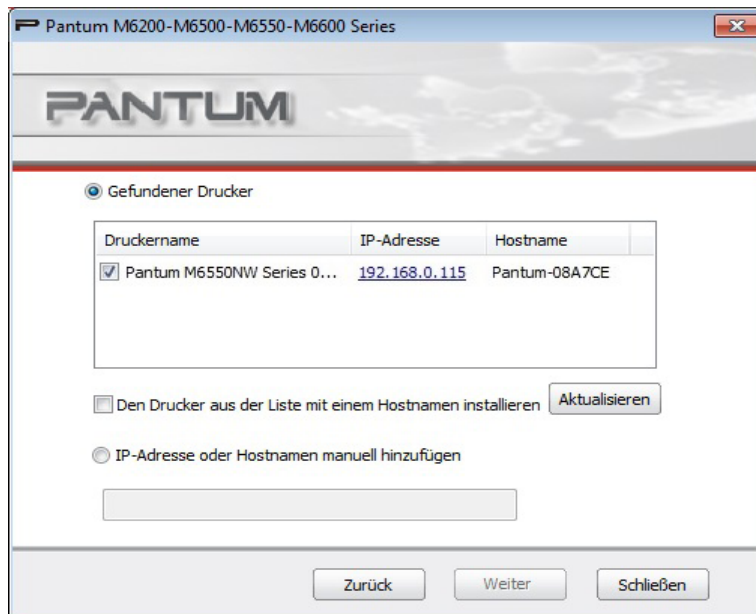 Pantum M6200-M6500-M6550-M6600 Series
PANTUM
Gefundener Drucker
Druckername IP-Adresse Hostname
Pantum M6550NW Series 0... 192.168.0.115 Pantum-08A7CE
Den Drucker aus der Liste mit einem Hostnamen installieren Aktualisieren
IP-Adresse oder Hostnamen manuell hinzufügen
Zurück Weiter Schließen